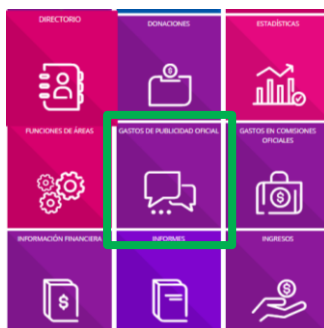 DIRECTORIO
DONACIONES
ESTADÍSTICAS
FUNCIONES DE ÁREAS
GASTOS DE PUBLICIDAD OFICIAL
GASTOS EN COMISIONES
OFICIALES
INFORMACIÓN FINANCIERA
INFORMES
INGRESOS